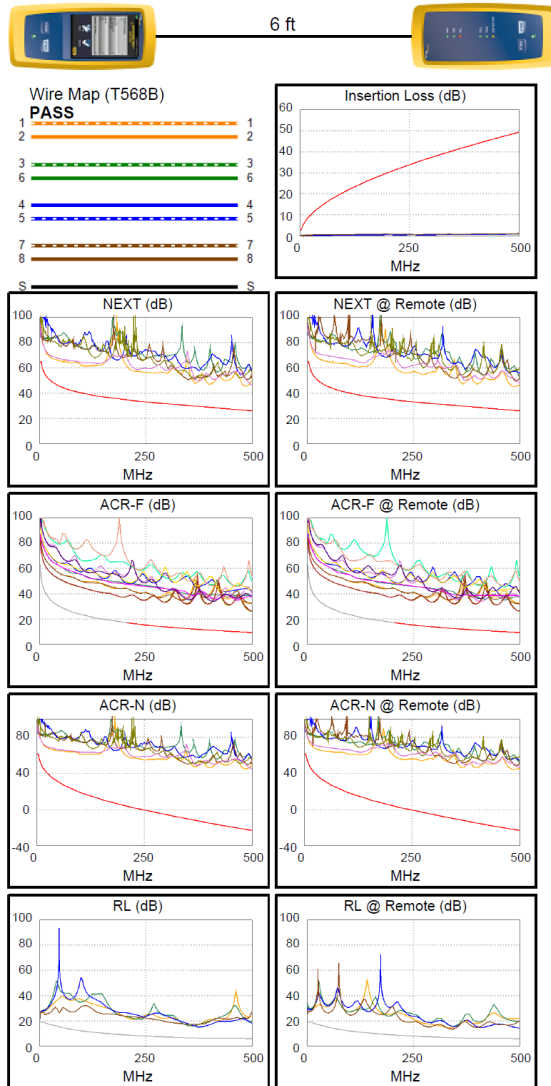 6 ft
Wire Map (T568B)
PASS
1 1
2 2
3 3
6 6
4 4
5 5
7 7
8 8
S S
Insertion Loss (dB)
60
50
40
30
20
10
0
0 250 500
MHz
NEXT (dB)
100
80
60
40
20
0
0 250 500
MHz
NEXT @ Remote (dB)
100
80
60
40
20
0
0 250 500
MHz
ACR-F (dB)
100
80
60
40
20
0
0 250 500
MHz
ACR-F @ Remote (dB)
100
80
60
40
20
0
0 250 500
MHz
ACR-N (dB)
80
40
0
-40
0 250 500
MHz
ACR-N @ Remote (dB)
80
40
0
-40
0 250 500
MHz
RL (dB)
100
80
60
40
20
0
0 250 500
MHz
RL @ Remote (dB)
100
80
60
40
20
0
0 250 500
MHz